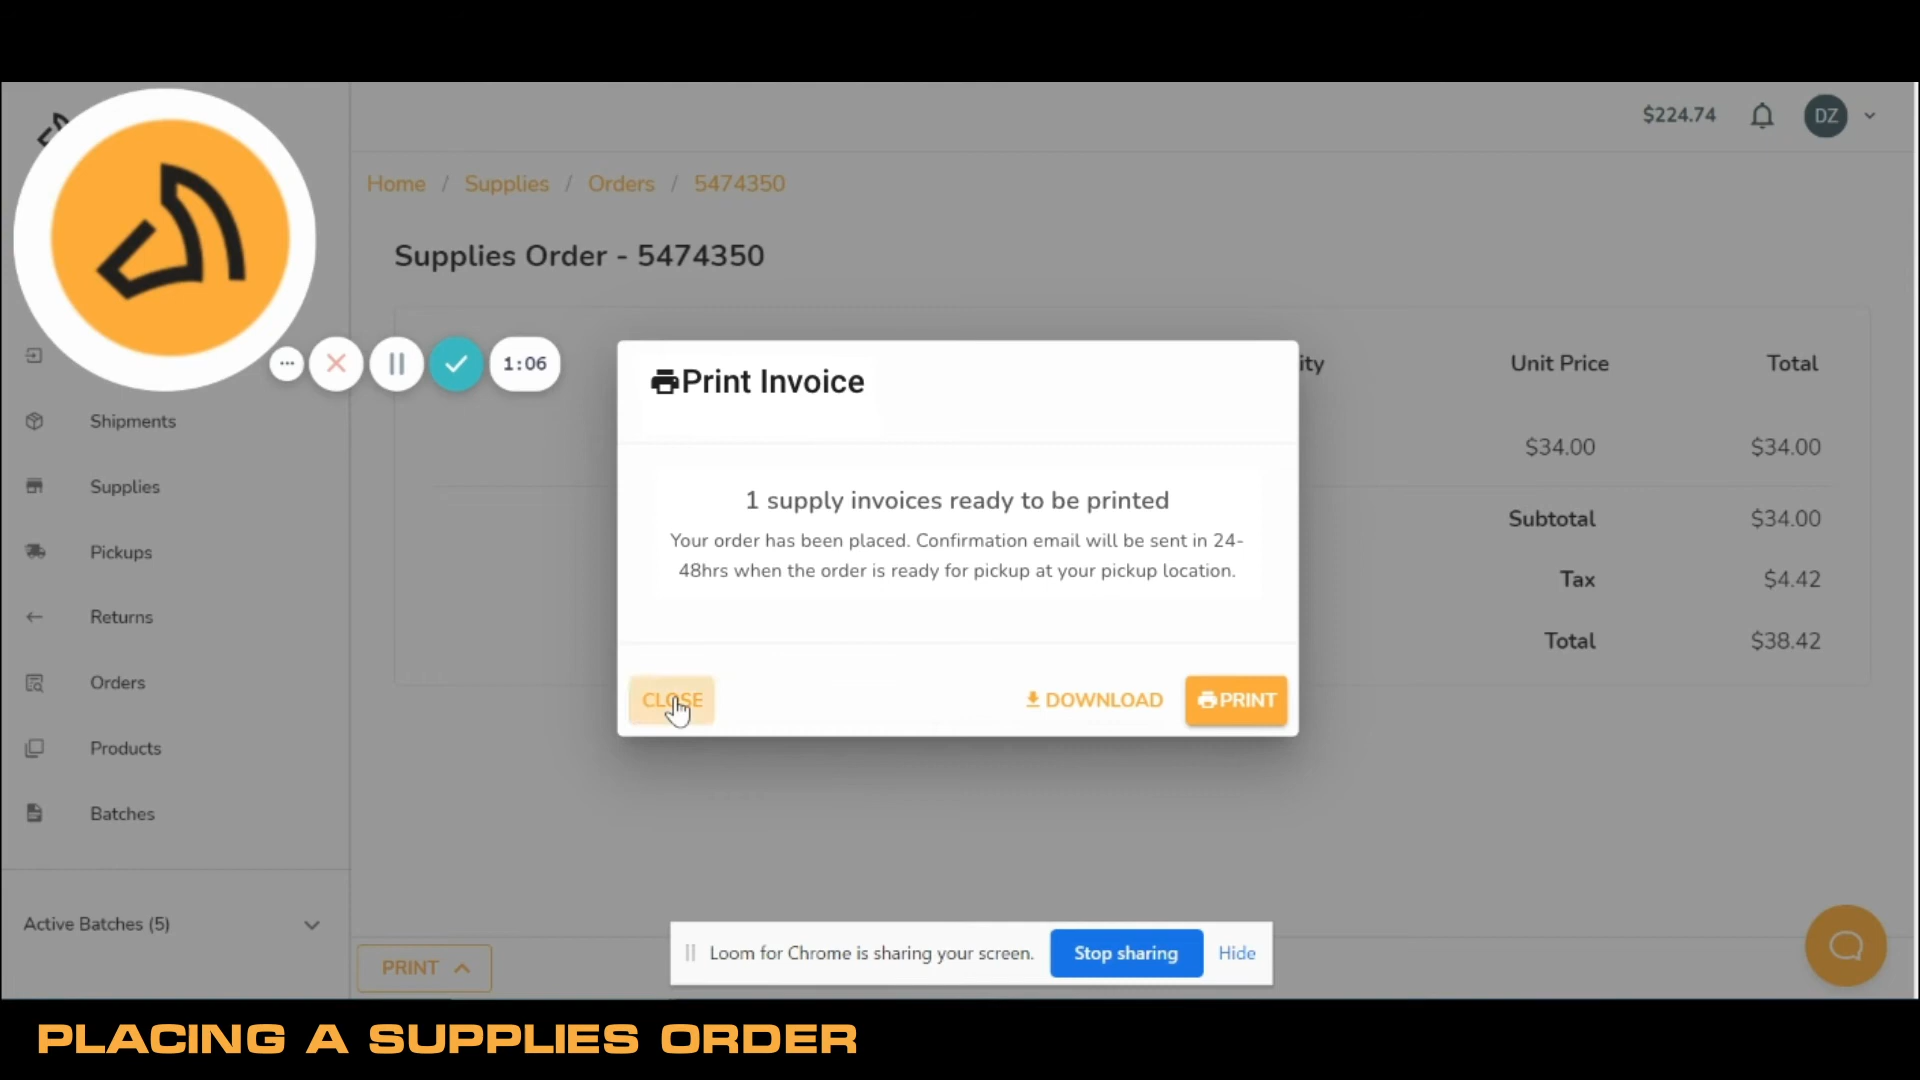 $224.74
DZ
Home / Supplies / Orders / 5474350
Supplies Order - 5474350
1:06
Print Invoice
1 supply invoices ready to be printed
Your order has been placed. Confirmation email will be sent in 24-
48hrs when the order is ready for pickup at your pickup location.
CLOSE
DOWNLOAD
PRINT
ity
Unit Price
Total
$34.00
$34.00
Subtotal
$34.00
Tax
$4.42
Total
$38.42
Shipments
Supplies
Pickups
Returns
Orders
Products
Batches
Active Batches (5)
PRINT
Loom for Chrome is sharing your screen.
Stop sharing
Hide
PLACING A SUPPLIES ORDER